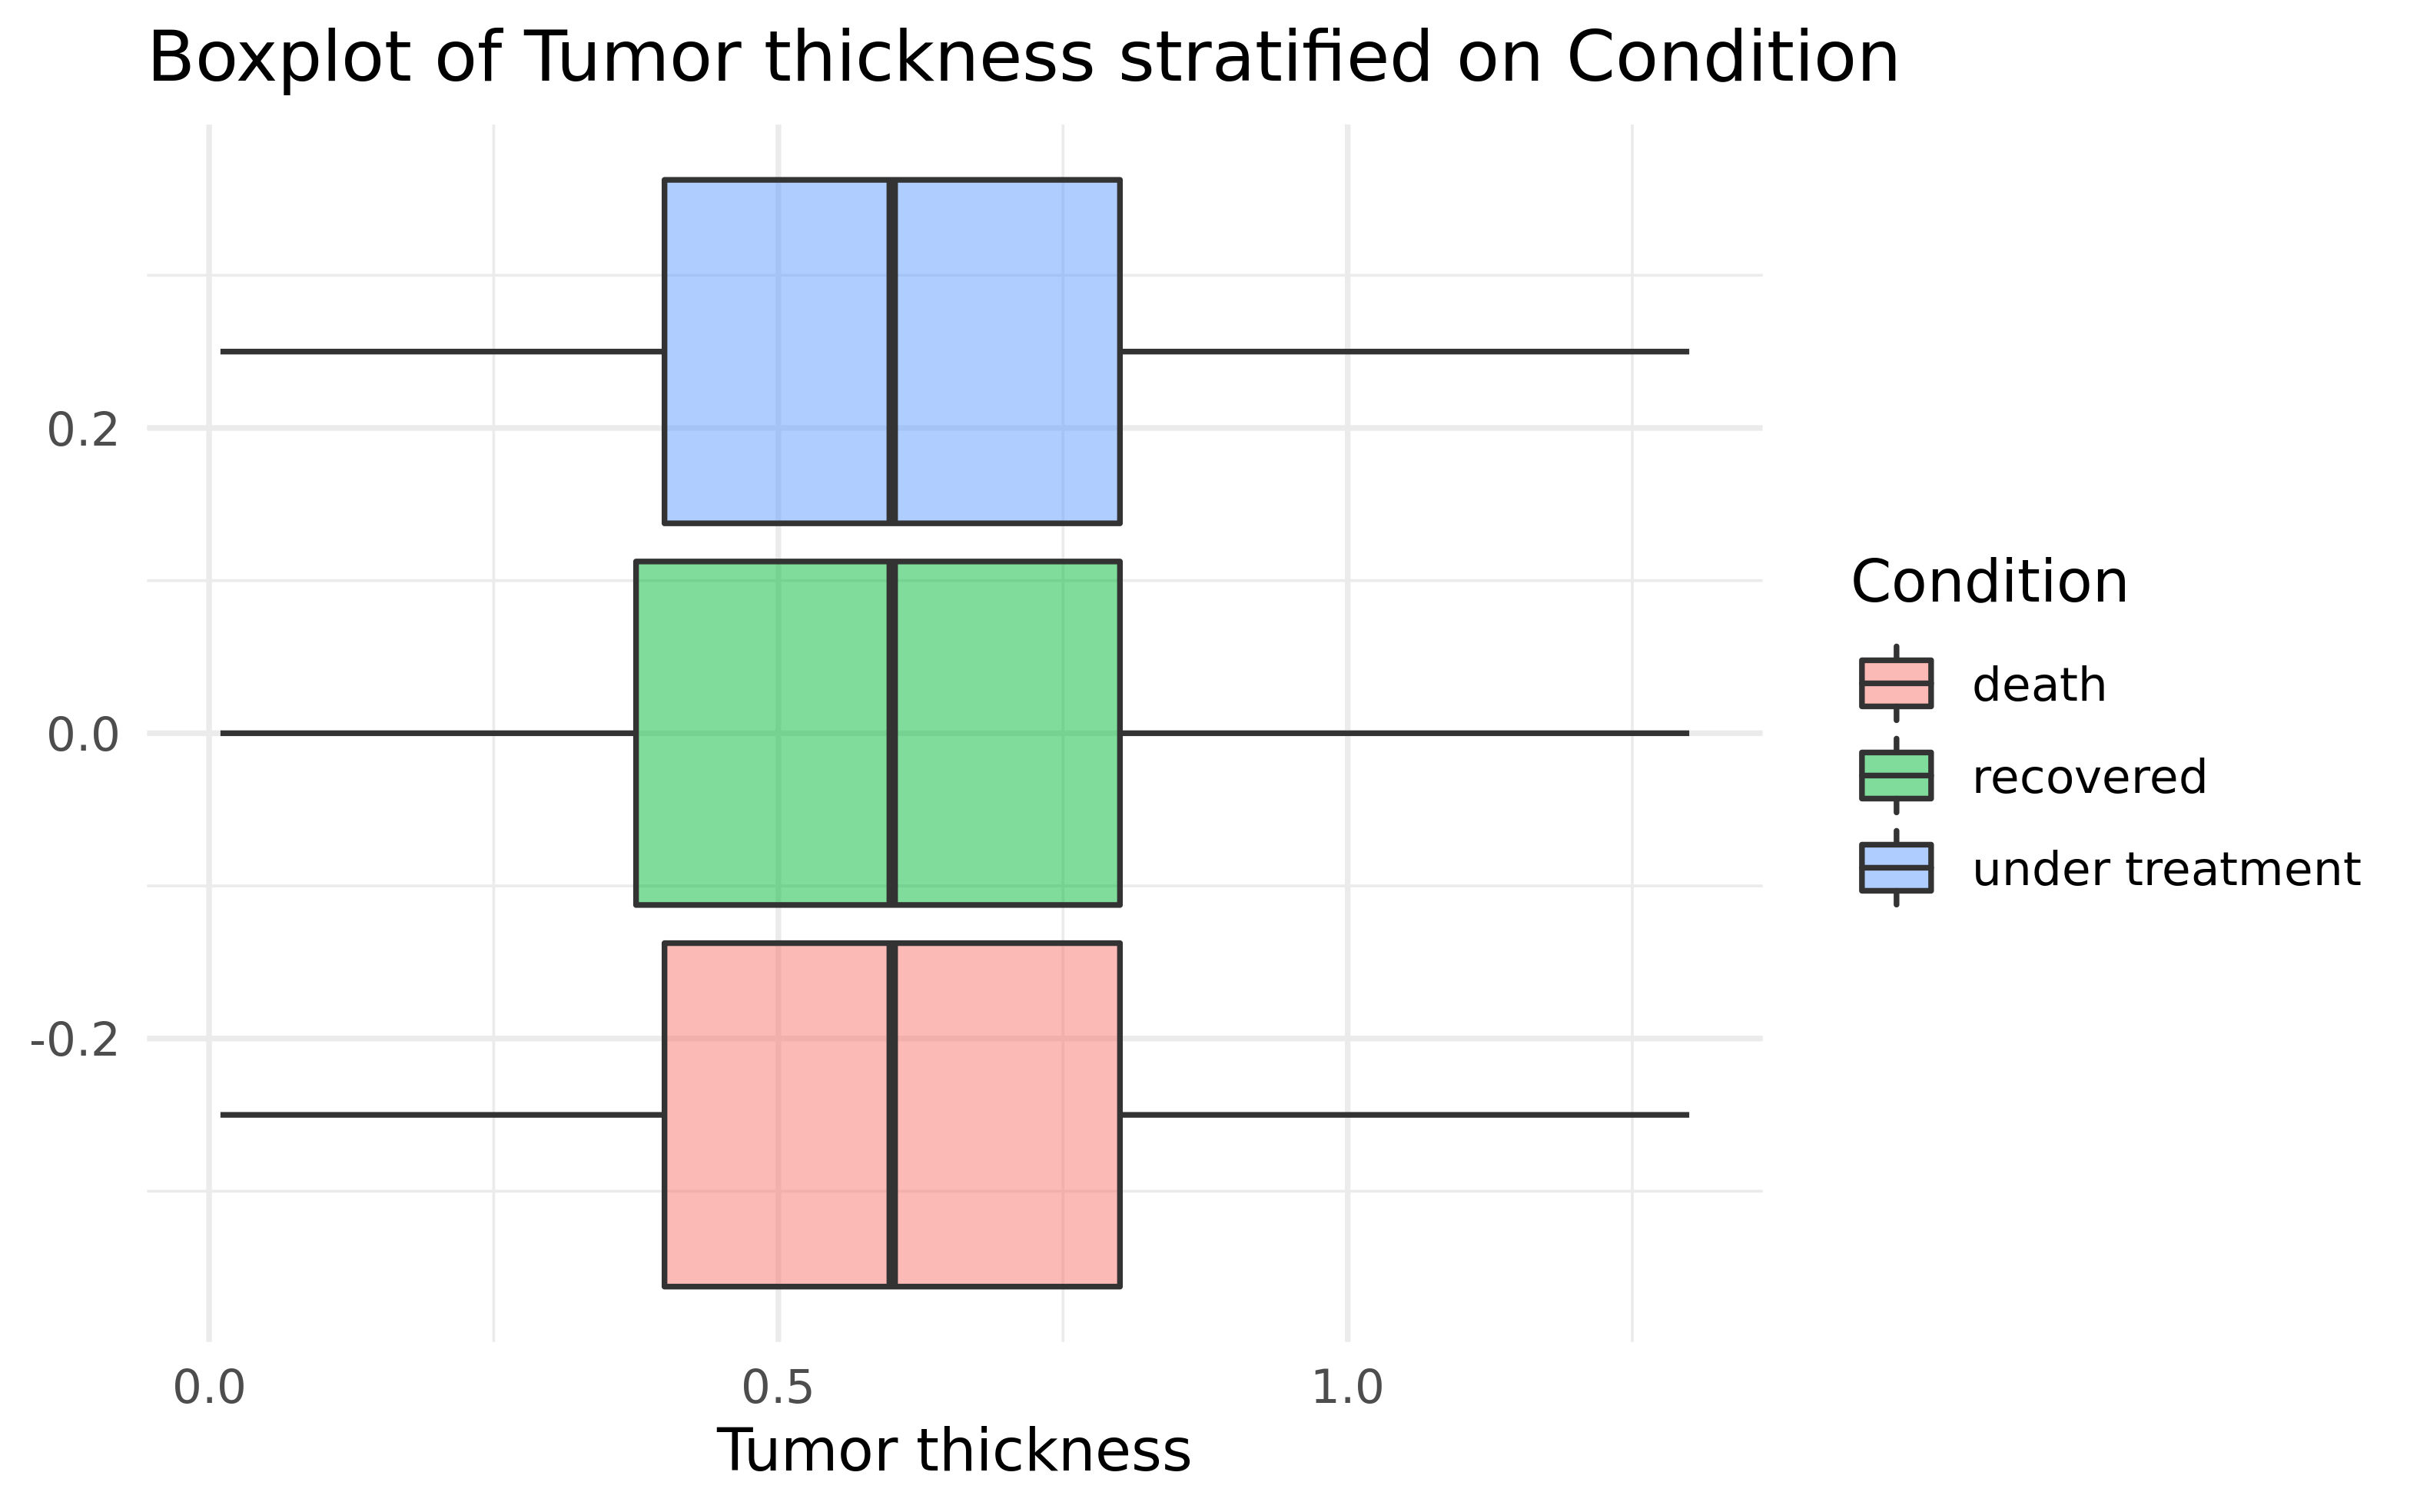 Boxplot of Tumor thickness stratified on Condition
0.2
0.0
-0.2
0.0
0.5
1.0
Tumor thickness
Condition
death
recovered
under treatment